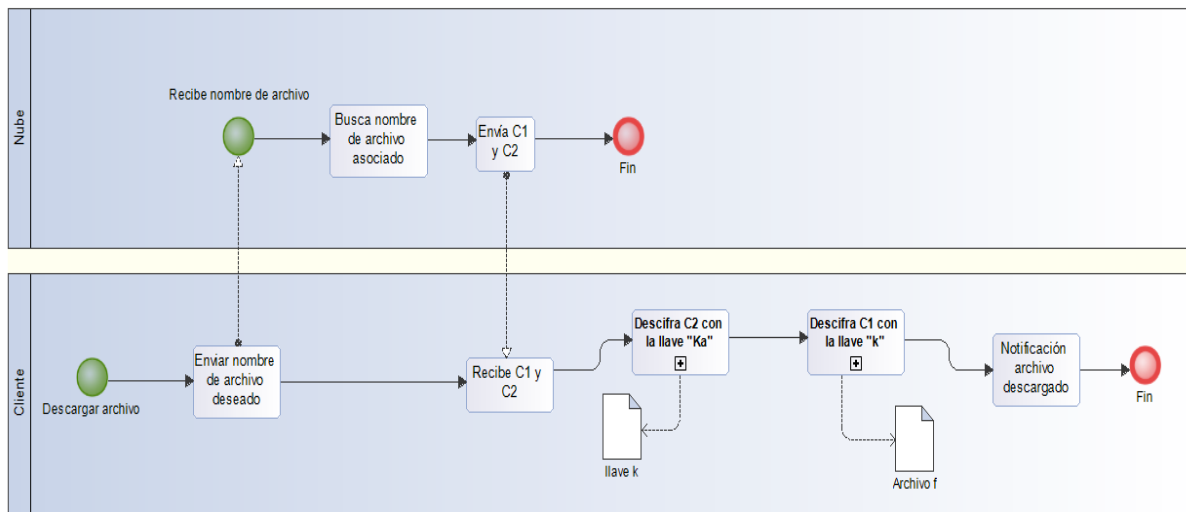 Nube
Recibe nombre de archivo
Busca nombre
de archivo
asociado
Envía C1
y C2
Fin
Cliente
Descargar archivo
Enviar nombre
de archivo
deseado
Recibe C1 y
C2
Descifra C2 con
la llave "Ka"
llave k
Descifra C1 con
la llave "k"
Archivo f
Notificación
archivo
descargado
Fin